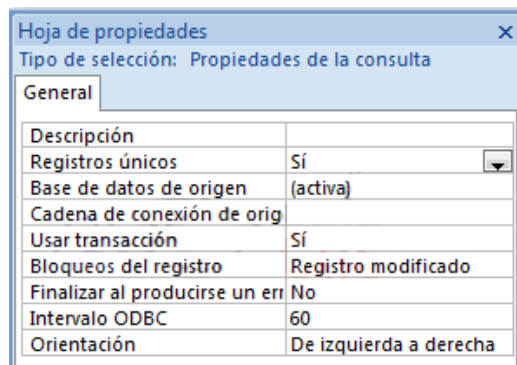 Hoja de propiedades ×
Tipo de selección: Propiedades de la consulta
General
Descripción
Registros únicos Sí
Base de datos de origen (activa)
Cadena de conexión de orig
Usar transacción Sí
Bloqueos del registro Registro modificado
Finalizar al producirse un err No
Intervalo ODBC 60
Orientación De izquierda a derecha